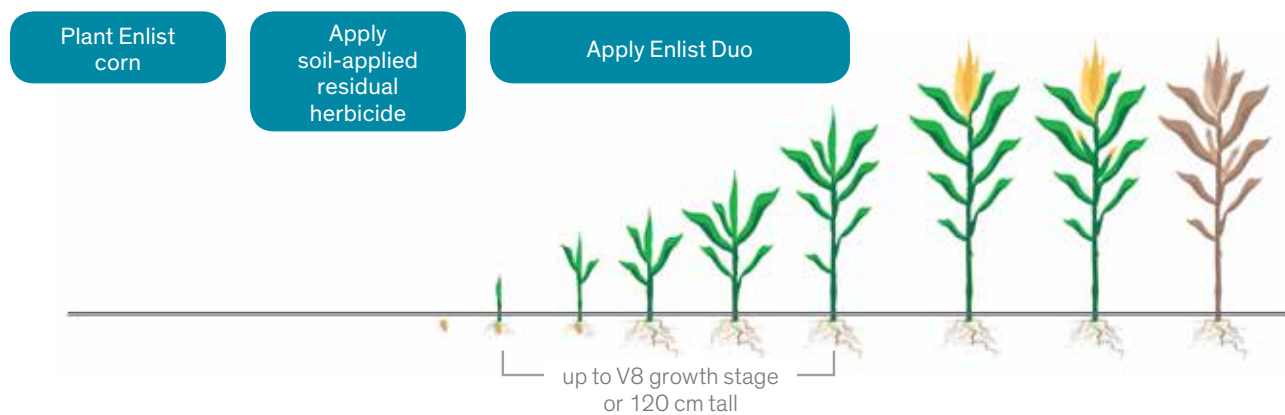 Plant Enlist
corn
Apply
soil-applied
residual
herbicide
Apply Enlist Duo
up to V8 growth stage
or 120 cm tall